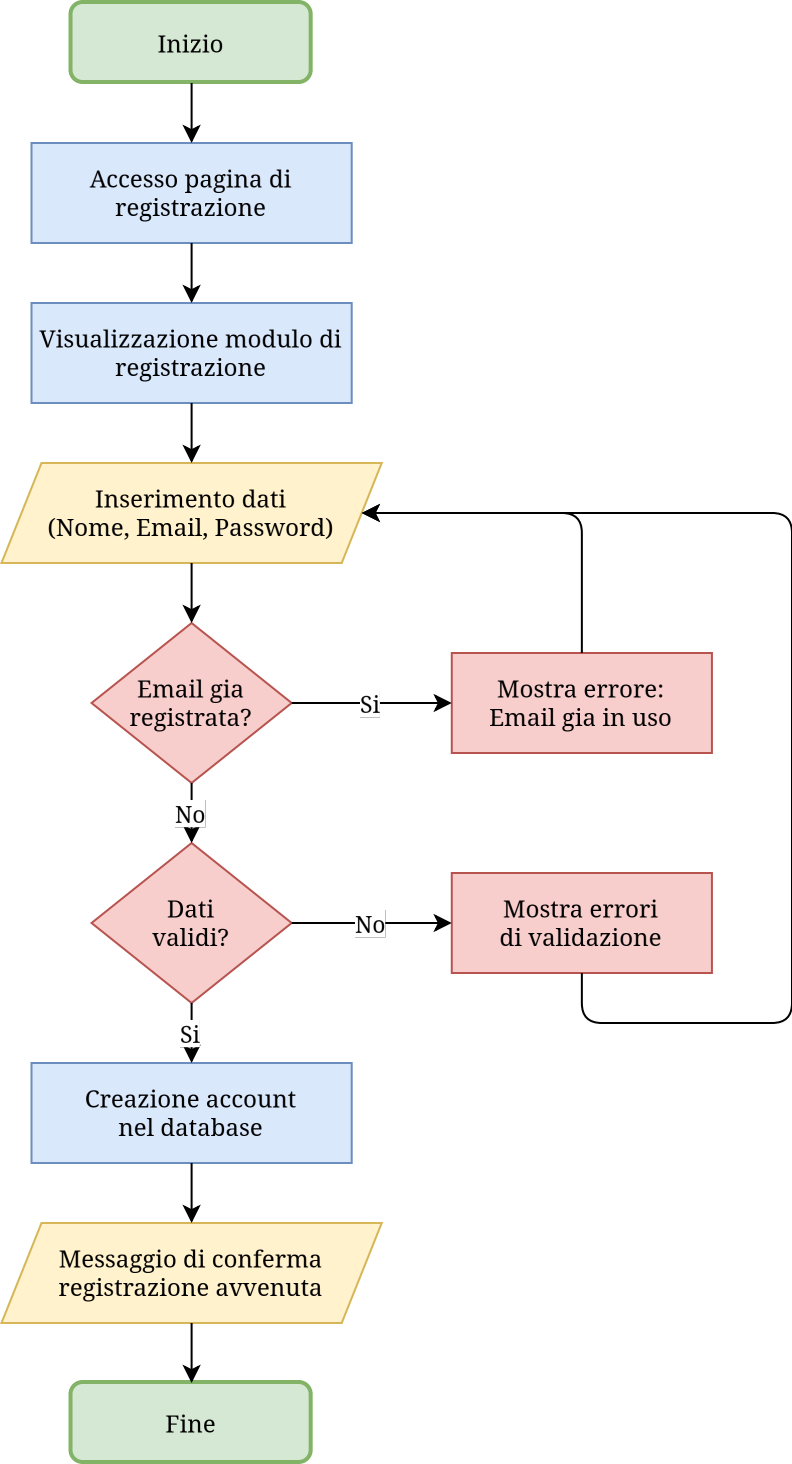 Inizio
Accesso pagina di
registrazione
Visualizzazione modulo di
registrazione
Inserimento dati
(Nome, Email, Password)
Email gia
registrata?
Si
Mostra errore:
Email gia in uso
No
Dati
validi?
No
Mostra errori
di validazione
Si
Creazione account
nel database
Messaggio di conferma
registrazione avvenuta
Fine